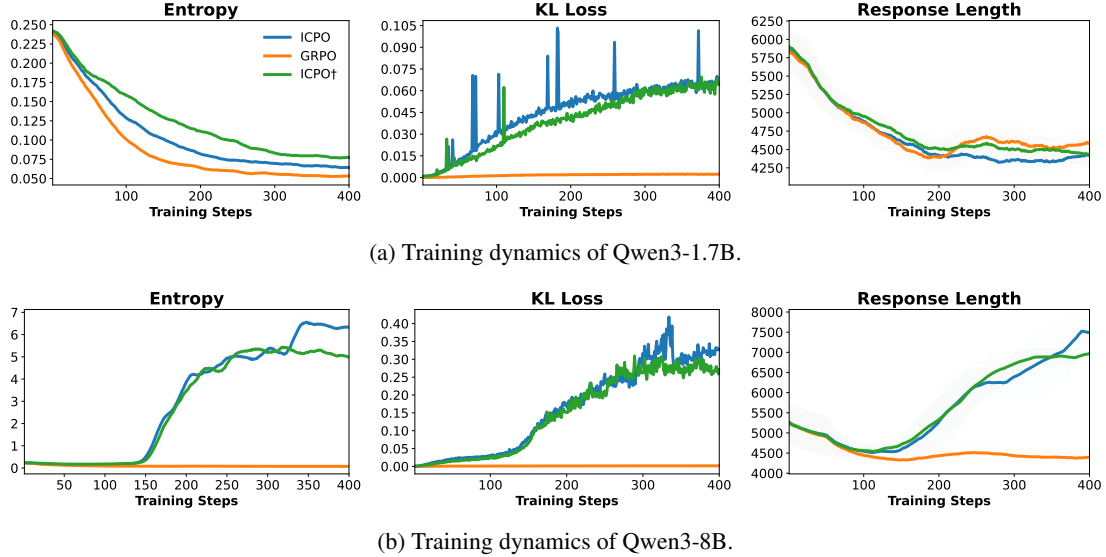 Entropy
KL Loss
Response Length
0.250
0.225
0.200
0.175
0.150
0.125
0.100
0.075
0.050
ICPO
GRPO
ICPO†
100 200 300 400
Training Steps
0.105
0.090
0.075
0.060
0.045
0.030
0.015
0.000
100 200 300 400
Training Steps
6250
6000
5750
5500
5250
5000
4750
4500
4250
100 200 300 400
Training Steps
(a) Training dynamics of Qwen3-1.7B.
Entropy
KL Loss
Response Length
7
6
5
4
3
2
1
0
50 100 150 200 250 300 350 400
Training Steps
0.40
0.35
0.30
0.25
0.20
0.15
0.10
0.05
0.00
100 200 300 400
Training Steps
8000
7500
7000
6500
6000
5500
5000
4500
4000
100 200 300 400
Training Steps
(b) Training dynamics of Qwen3-8B.